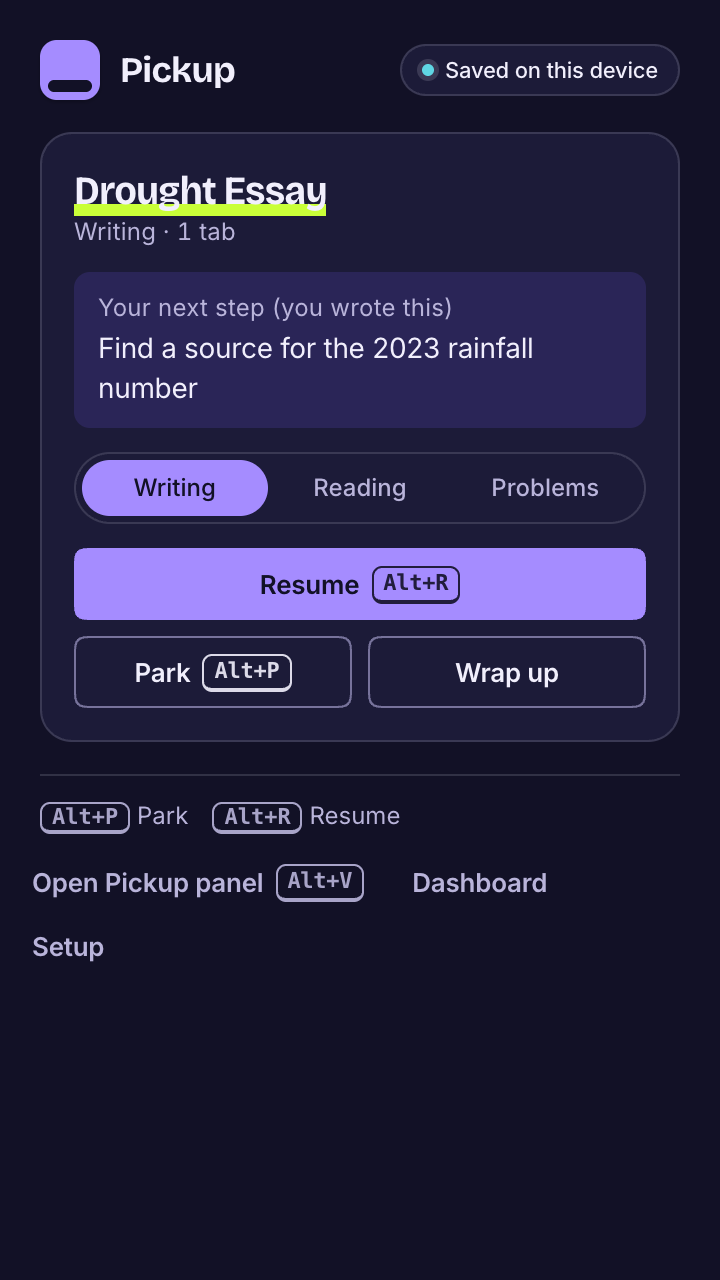 Pickup
Saved on this device
Drought Essay
Writing · 1 tab
Your next step (you wrote this)
Find a source for the 2023 rainfall
number
Writing Reading Problems
Resume Alt+R
Park Alt+P Wrap up
Alt+P Park Alt+R Resume
Open Pickup panel Alt+V Dashboard
Setup